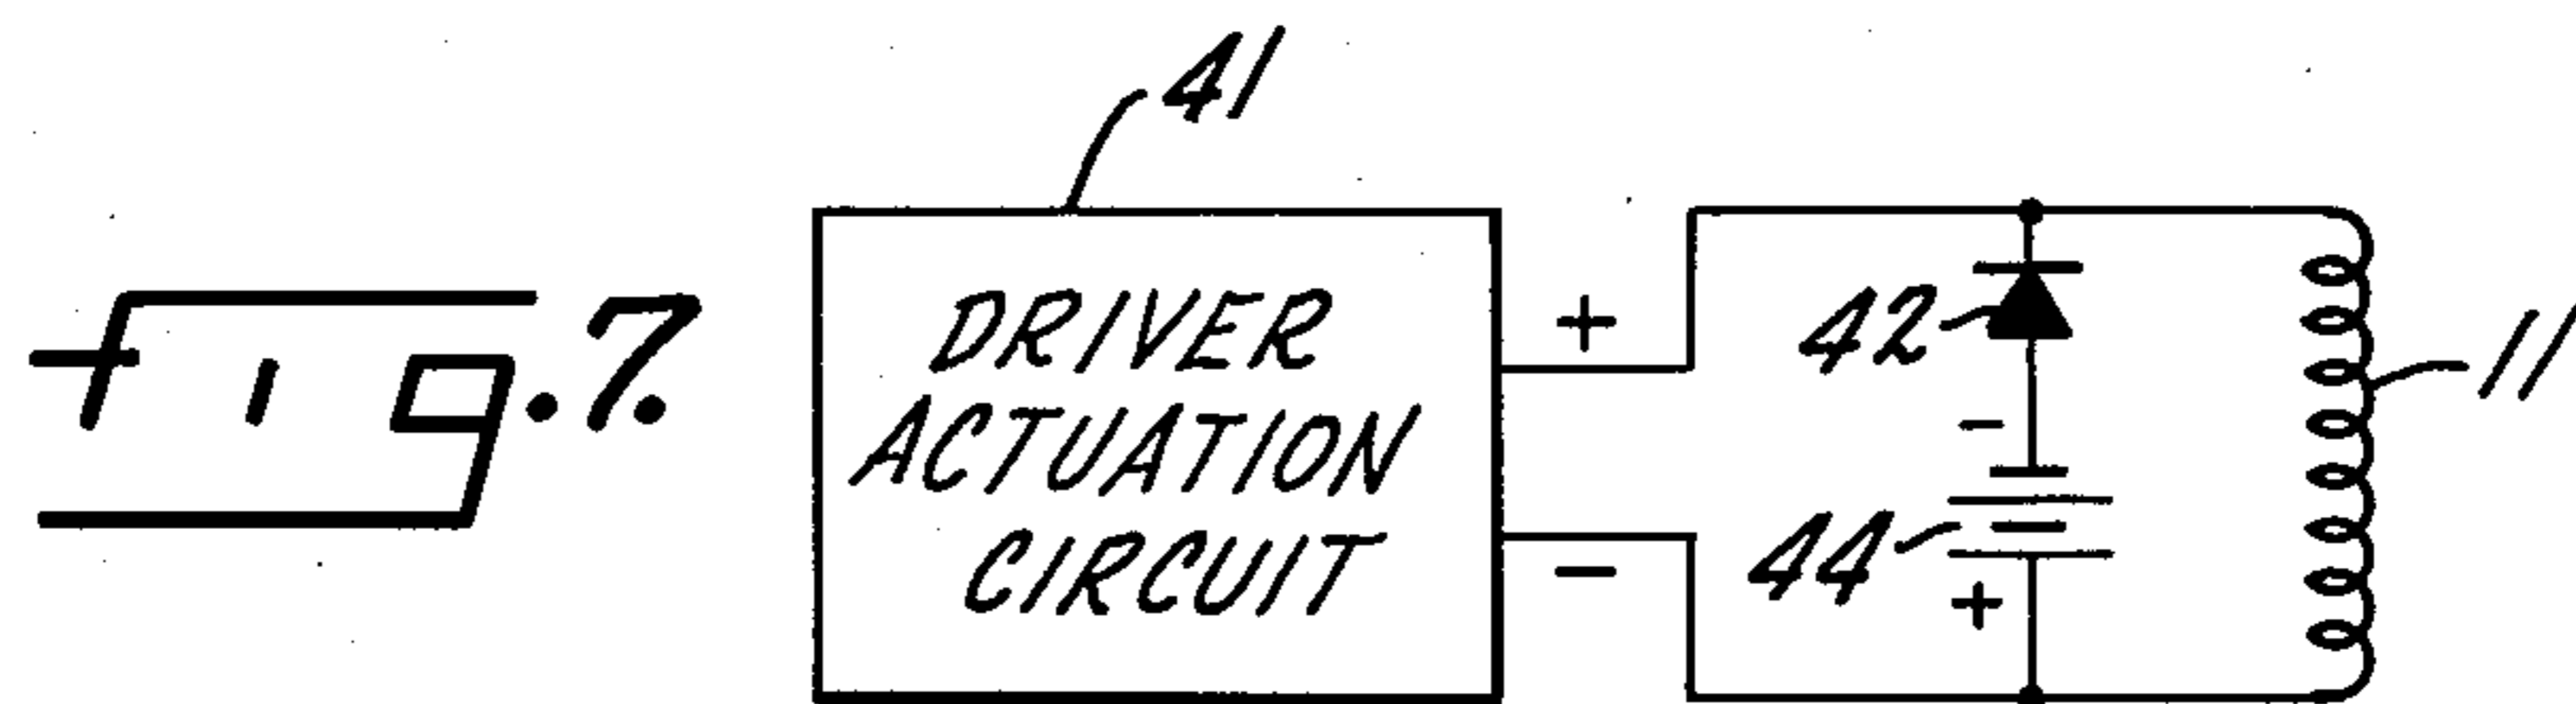 Fig. 7.
41
DRIVER
ACTUATION
CIRCUIT
+
-
42
-
44
+
11